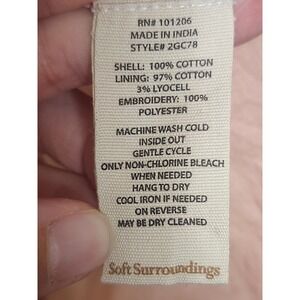 RN# 101206
MADE IN INDIA
STYLE# 2GC78
SHELL: 100% COTTON
LINING: 97% COTTON
3% LYOCELL
EMBROIDERY: 100%
POLYESTER
MACHINE WASH COLD
INSIDE OUT
GENTLE CYCLE
ONLY NON-CHLORINE BLEACH
WHEN NEEDED
HANG TO DRY
COOL IRON IF NEEDED
ON REVERSE
MAY BE DRY CLEANED
Soft Surroundings